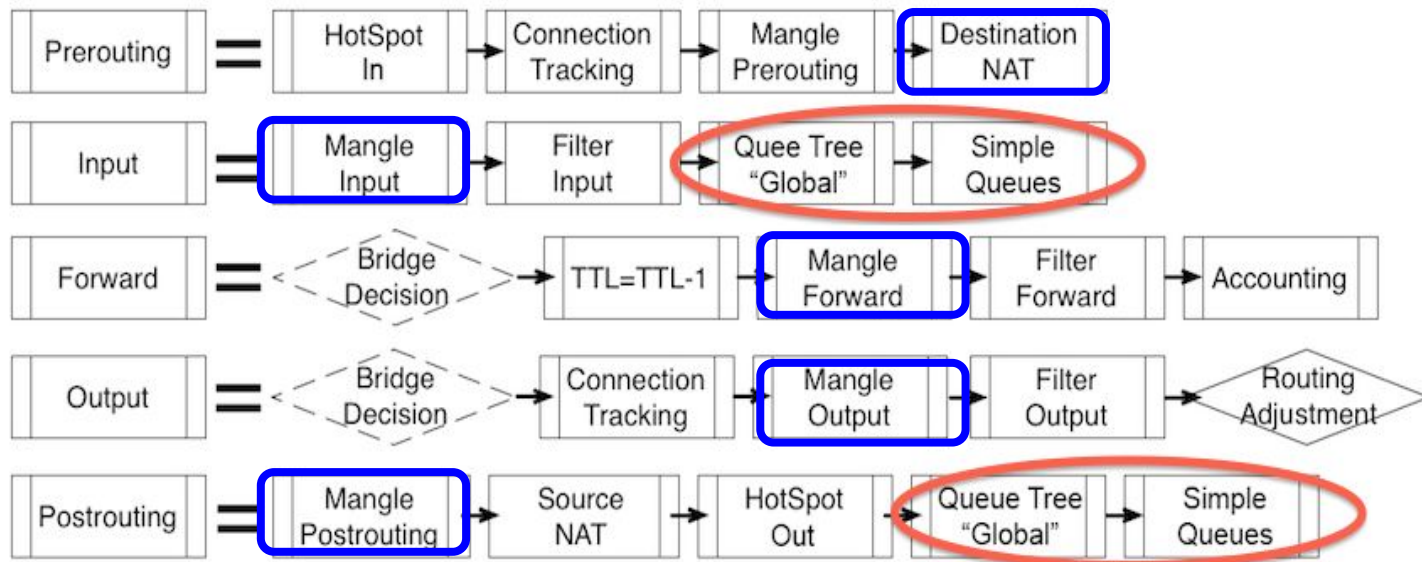 Prerouting
=
HotSpot
In
Connection
Tracking
Mangle
Prerouting
Destination
NAT
Input
=
Mangle
Input
Filter
Input
Quee Tree
“Global”
Simple
Queues
Forward
=
Bridge
Decision
TTL=TTL-1
Mangle
Forward
Filter
Forward
Accounting
Output
=
Bridge
Decision
Connection
Tracking
Mangle
Output
Filter
Output
Routing
Adjustment
Postrouting
=
Mangle
Postrouting
Source
NAT
HotSpot
Out
Queue Tree
“Global”
Simple
Queues